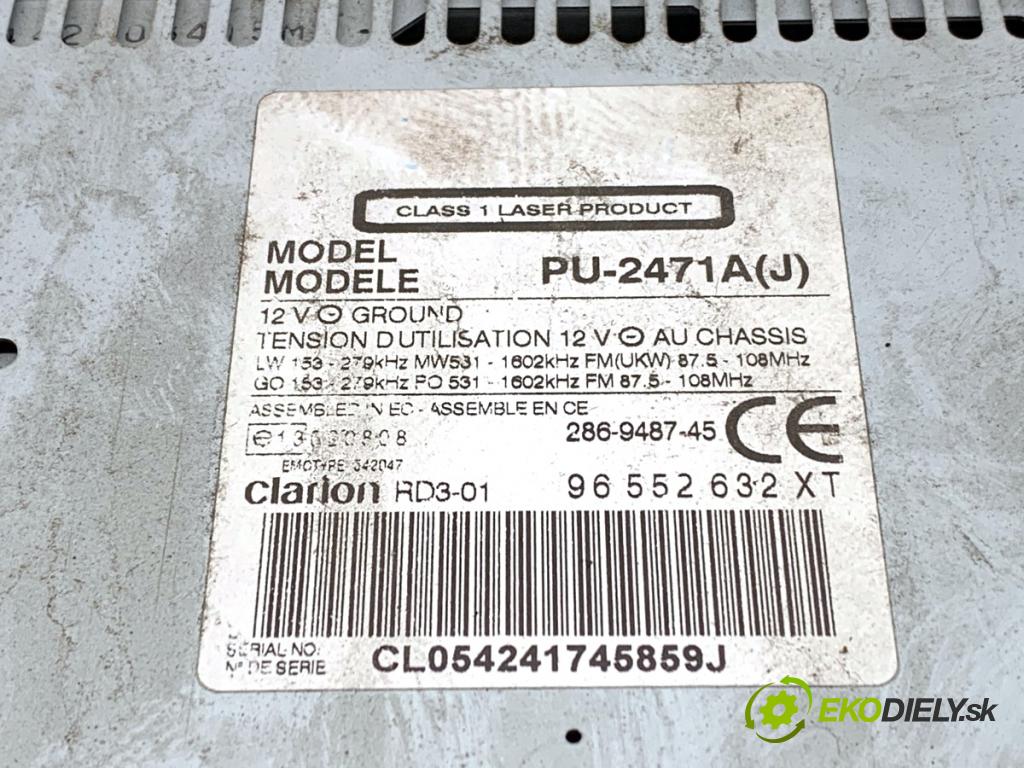 CLASS 1 LASER PRODUCT
MODEL
MODELE PU-2471A(J)
12 V ⊖ GROUND
TENSION D'UTILISATION 12 V ⊖ AU CHASSIS
LW 153 - 279kHz MW531 - 1602kHz FM(UKW) 87.5 - 108MHz
GO 153 - 279kHz PO 531 - 1602kHz FM 87.5 - 108MHz
ASSEMBLED IN EC - ASSEMBLE EN CE
286-9487-45 CE
EMCTYPE 342047
clarion RD3-01 96 552 632 XT
SERIAL NO.
N° DE SERIE CL054241745859J
EKODIELY.sk